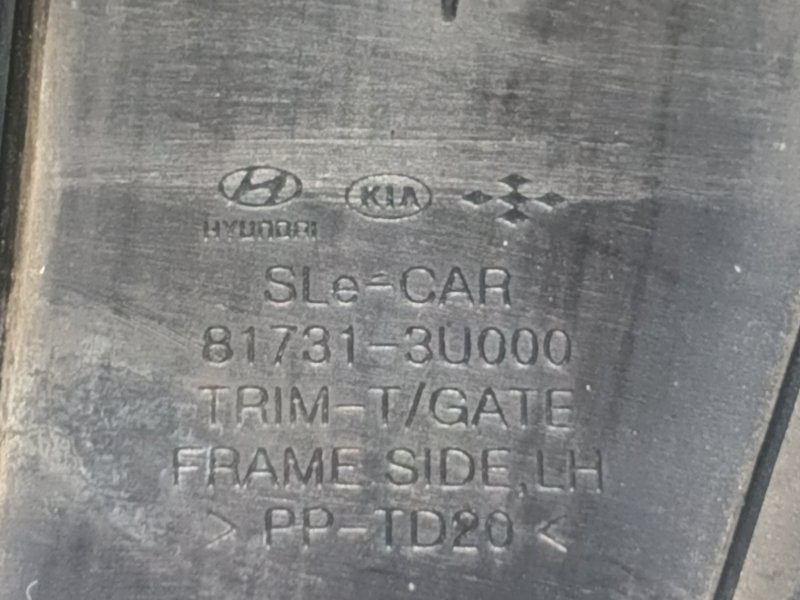 KIA
HYUNDAI
SLe-CAR
81731-3U000
TRIM-T/GATE
FRAME SIDE,LH
> PP-TD20 <